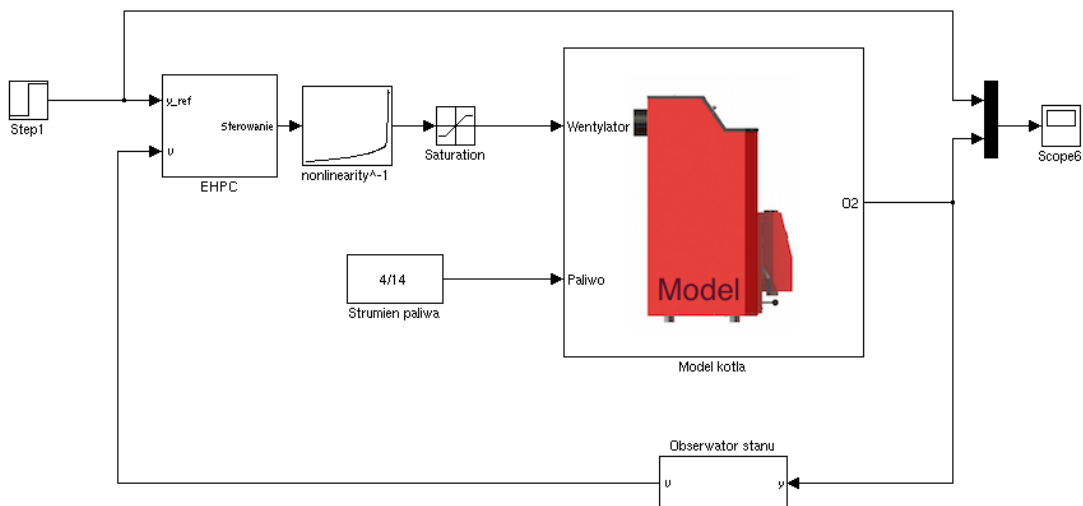 Step1
y_ref
v
Sterowanie
EHPC
nonlinearity^-1
Saturation
4/14
Strumien paliwa
Wentylator
Paliwo
Model
O2
Model kotla
Scope6
Obserwator stanu
v
y